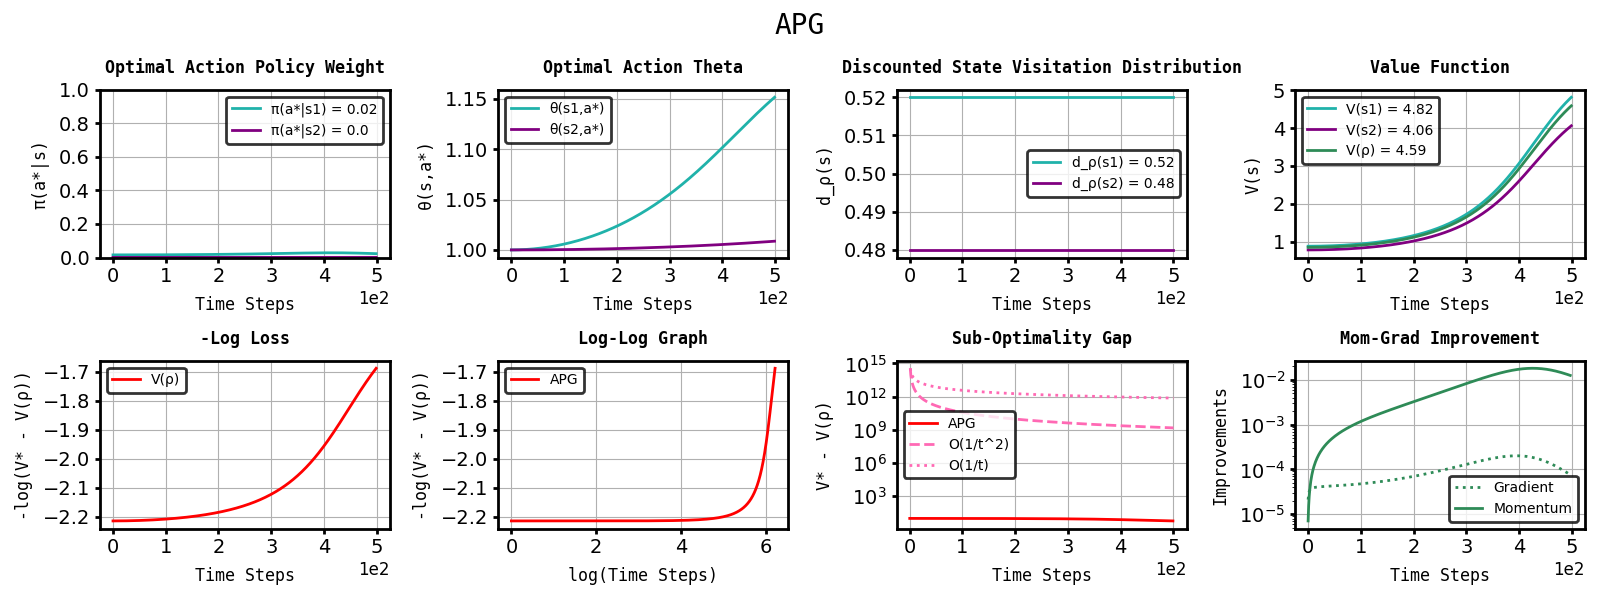 APG
Optimal Action Policy Weight
π(a*|s)
1.0
0.8
0.6
0.4
0.2
0.0
π(a*|s1) = 0.02
π(a*|s2) = 0.0
0 1 2 3 4 5
1e2
Time Steps
Optimal Action Theta
θ(s,a*)
1.15
1.10
1.05
1.00
θ(s1,a*)
θ(s2,a*)
0 1 2 3 4 5
1e2
Time Steps
Discounted State Visitation Distribution
d_ρ(s)
0.52
0.51
0.50
0.49
0.48
d_ρ(s1) = 0.52
d_ρ(s2) = 0.48
0 1 2 3 4 5
1e2
Time Steps
Value Function
V(s)
5
4
3
2
1
V(s1) = 4.82
V(s2) = 4.06
V(ρ) = 4.59
0 1 2 3 4 5
1e2
Time Steps
-Log Loss
-log(V* - V(ρ))
−1.7
−1.8
−1.9
−2.0
−2.1
−2.2
V(ρ)
0 1 2 3 4 5
1e2
Time Steps
Log-Log Graph
-log(V* - V(ρ))
−1.7
−1.8
−1.9
−2.0
−2.1
−2.2
APG
0 2 4 6
log(Time Steps)
Sub-Optimality Gap
V* - V(ρ)
10¹⁵
10¹²
10⁹
10⁶
10³
APG
O(1/t^2)
O(1/t)
0 1 2 3 4 5
1e2
Time Steps
Mom-Grad Improvement
Improvements
10⁻²
10⁻³
10⁻⁴
10⁻⁵
Gradient
Momentum
0 1 2 3 4 5
1e2
Time Steps